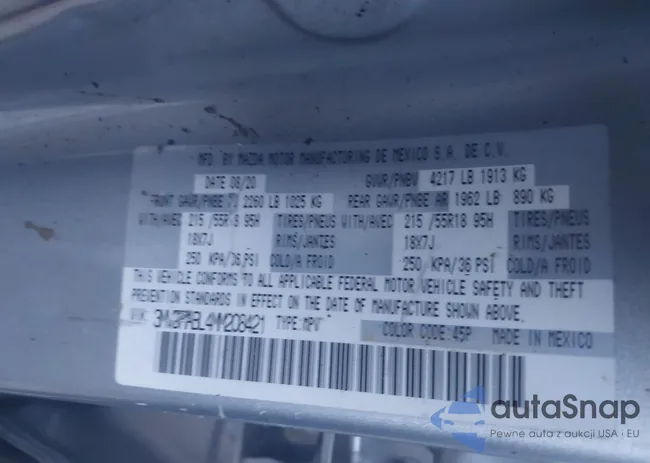 MFD. BY MAZDA MOTOR MANUFACTURING DE MEXICO S.A. DE C.V.
DATE 08/20 GVWR/PNBV 4217 LB 1913 KG
FRONT GAWR/PNBE 2260 LB 1025 KG REAR GAWR/PNBE AR 1962 LB 890 KG
WITH/AVEC 215 /55R18 95H TIRES/PNEUS WITH/AVEC 215 /55R18 95H TIRES/PNEUS
18X7J RIMS/JANTES 18X7J RIMS/JANTES
250 KPA/36 PSI COLD/A FROID 250 KPA/36 PSI COLD/A FROID
THIS VEHICLE CONFORMS TO ALL APPLICABLE FEDERAL MOTOR VEHICLE SAFETY AND THEFT
PREVENTION STANDARDS IN EFFECT ON THE DATE OF MANUFACTURE SHOWN ABOVE.
VIN: TYPE:MPV COLOR CODE:45P MADE IN MEXICO
autaSnap
Pewne auta z aukcji USA i EU